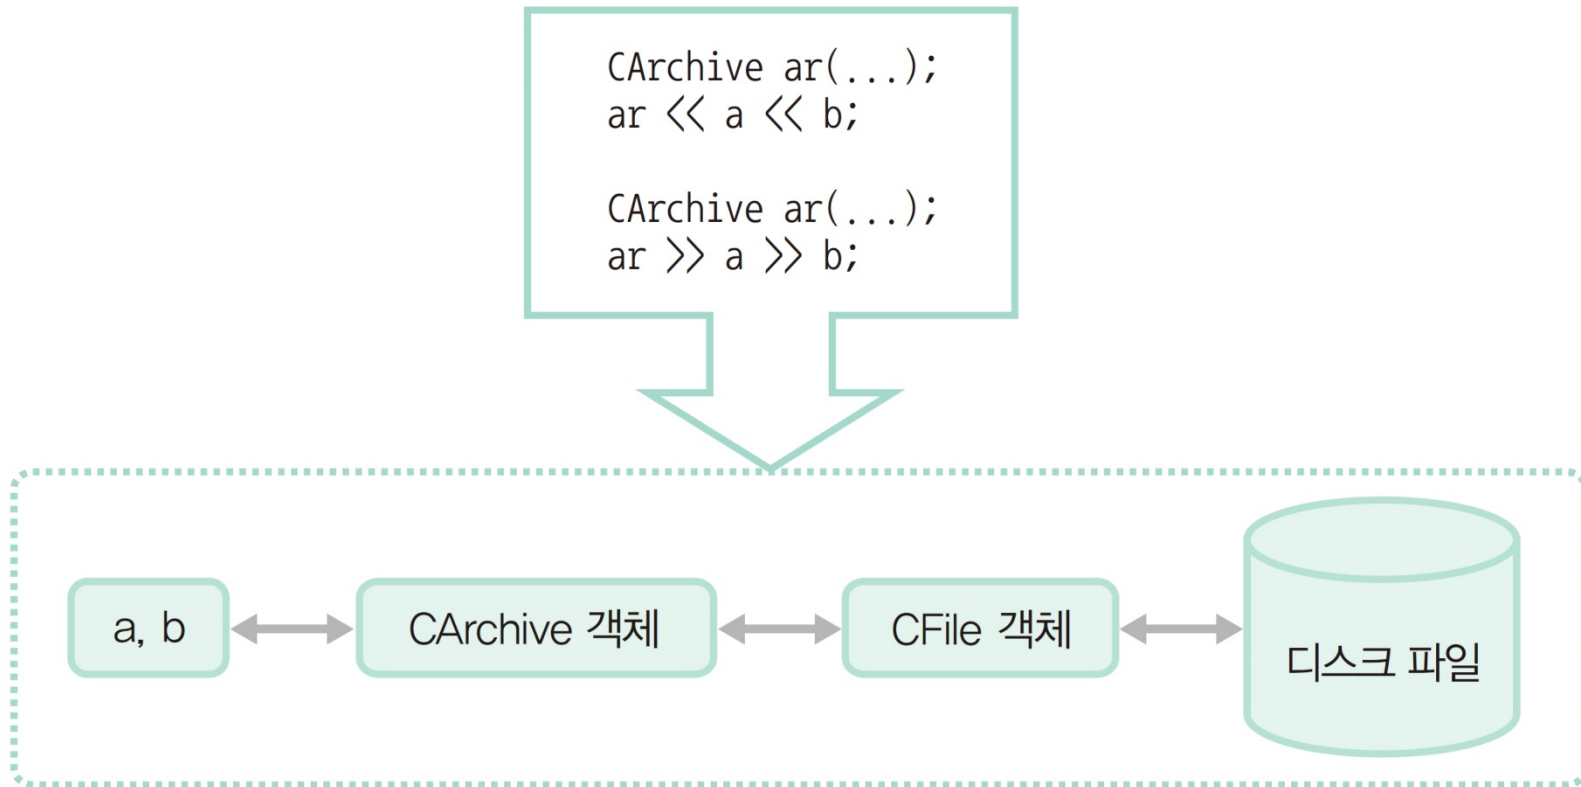 CArchive ar(...);
ar << a << b;
CArchive ar(...);
ar >> a >> b;
a, b
CArchive 객체
CFile 객체
디스크 파일